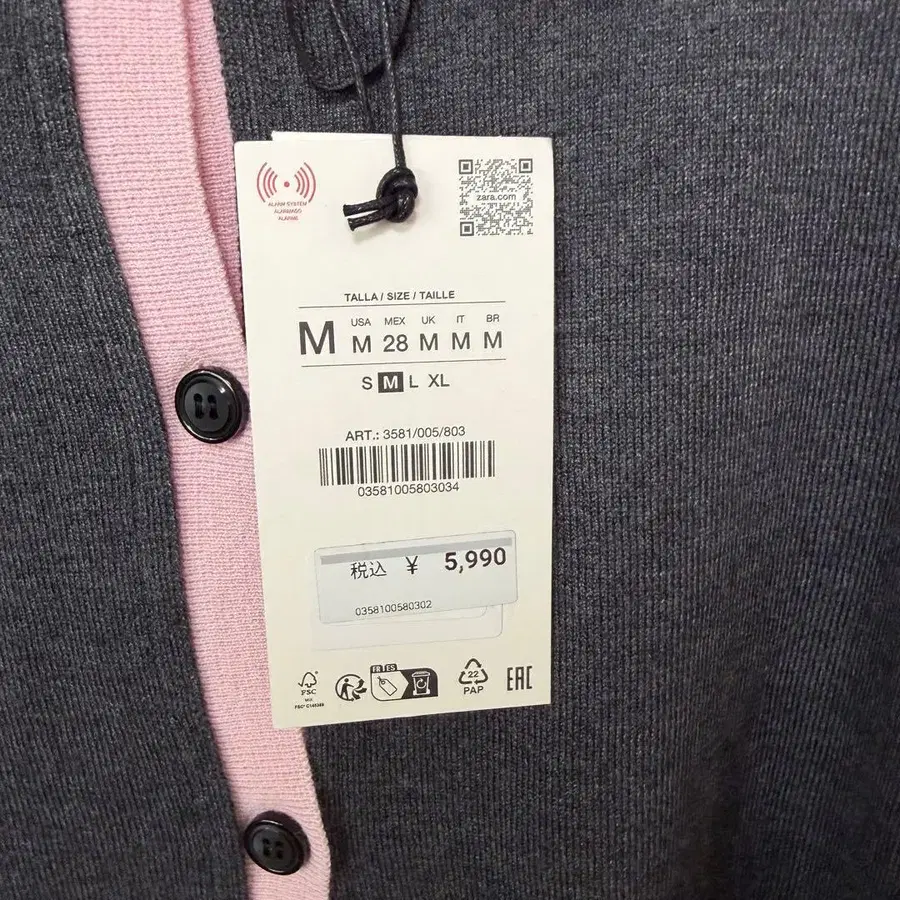 ALARM SYSTEM
ALARMADO
ALARME
zara.com
TALLA / SIZE / TAILLE
M
USA MEX UK IT BR
M 28 M M M
S M L XL
ART.: 3581/005/803
03581005803034
税込 ¥ 5,990
0358100580302
FR ES
FSC
MIX
22
PAP
EAC